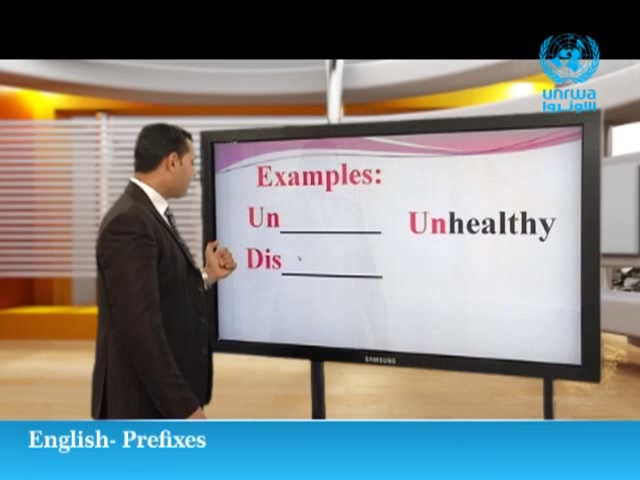 unrwa
الأونروا
Examples:
Un________ Unhealthy
Dis________
SAMSUNG
English- Prefixes